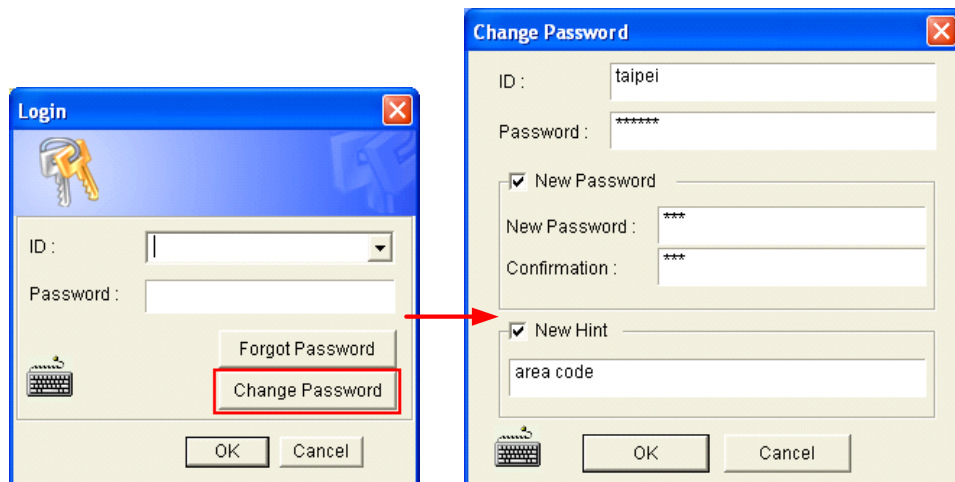 Login
ID :
Password :
Forgot Password
Change Password
OK Cancel
Change Password
ID : taipei
Password : ******
New Password
New Password : ***
Confirmation : ***
New Hint
area code
OK Cancel